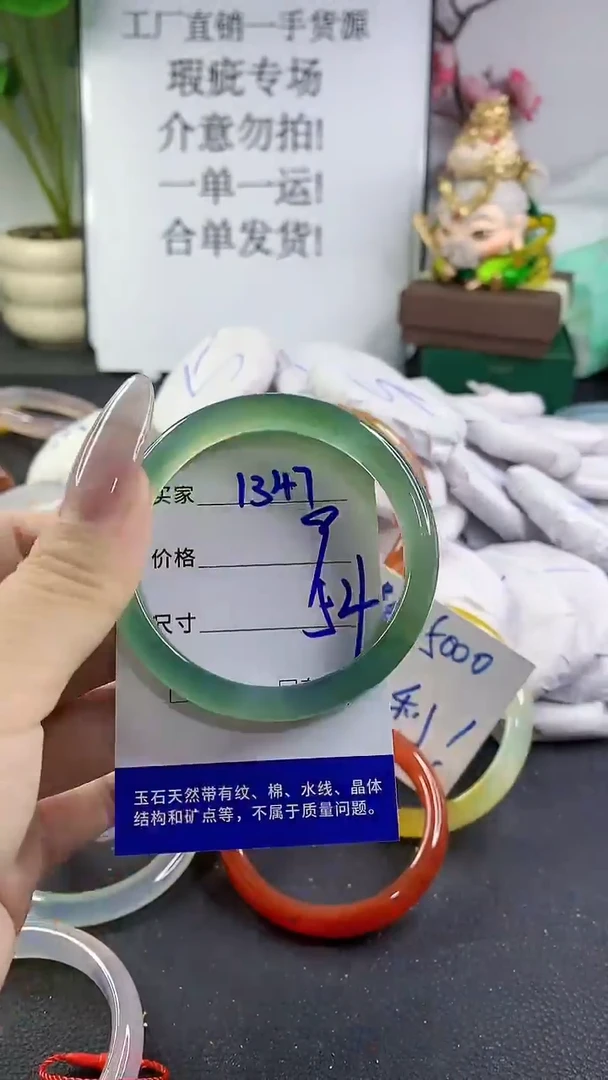 工厂直销一手货源
瑕疵专场
介意勿拍!
一单一运!
合单发货!
买家 1347
价格
尺寸 54
5000
玉石天然带有纹、棉、水线、晶体
结构和矿点等，不属于质量问题。